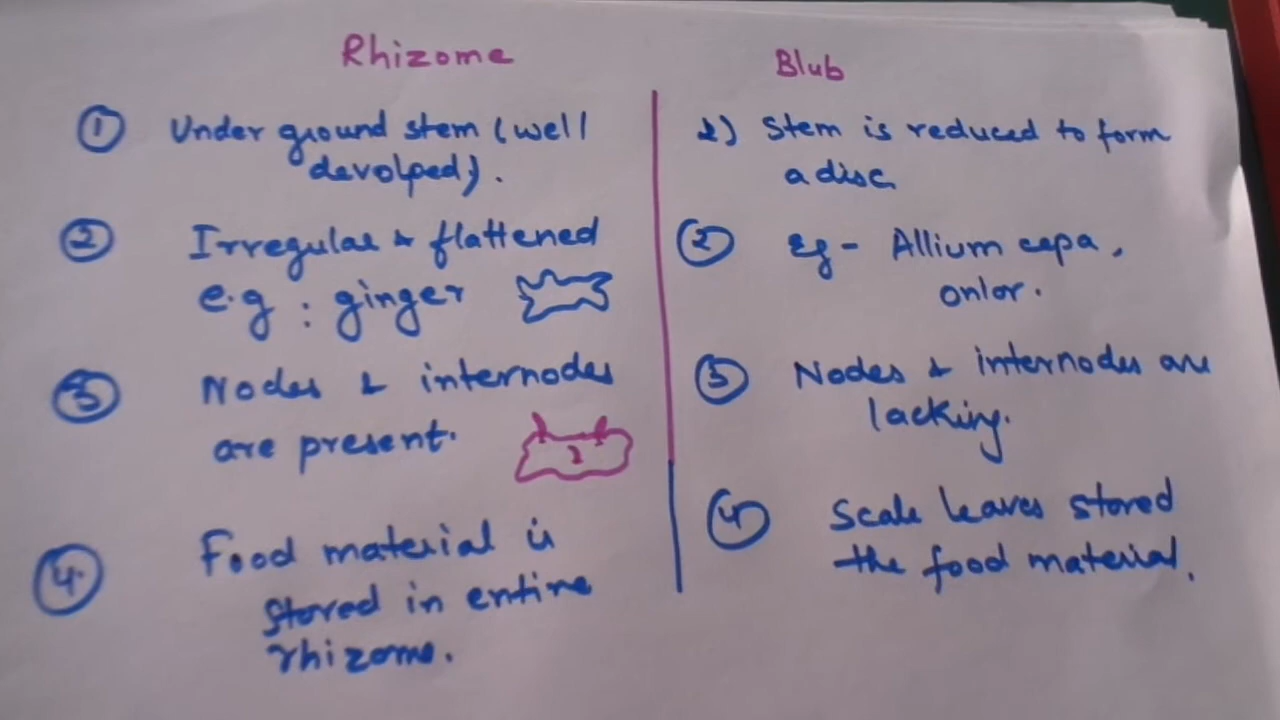 Rhizome
① Under ground stem (well
devolped).
② Irregular & flattened
e.g : ginger
③ Nodes & internodes
are present.
④ Food material is
stored in entire
rhizome.
Blub
1) Stem is reduced to form
a disc
② Eg - Allium cepa,
onlor.
③ Nodes & internodes are
lacking.
④ Scale leaves stored
the food material.